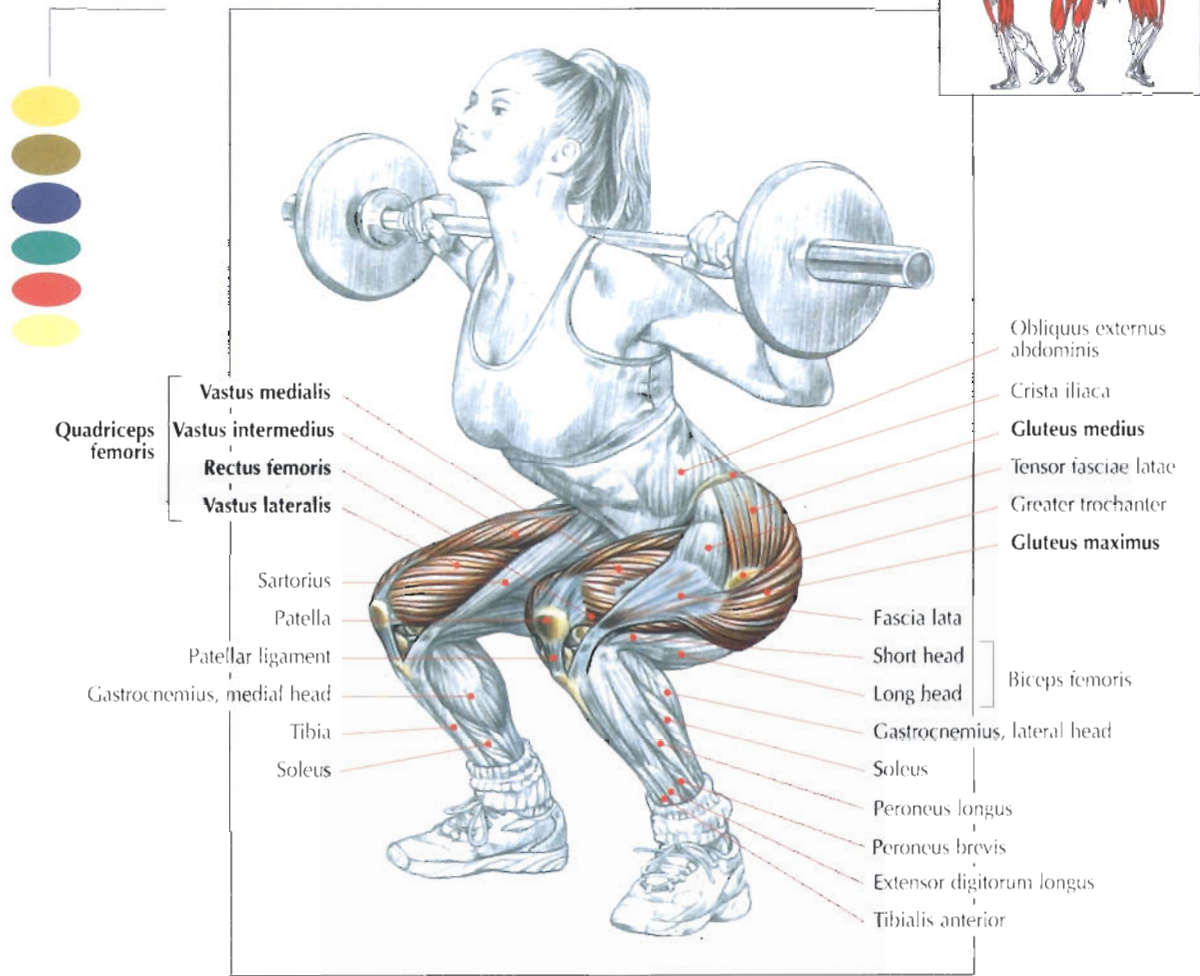 Vastus medialis
Quadriceps
femoris
Vastus intermedius
Rectus femoris
Vastus lateralis
Sartorius
Patella
Patellar ligament
Gastrocnemius, medial head
Tibia
Soleus
Obliquus externus
abdominis
Crista iliaca
Gluteus medius
Tensor fasciae latae
Greater trochanter
Gluteus maximus
Fascia lata
Short head
Long head
Biceps femoris
Gastrocnemius, lateral head
Soleus
Peroneus longus
Peroneus brevis
Extensor digitorum longus
Tibialis anterior